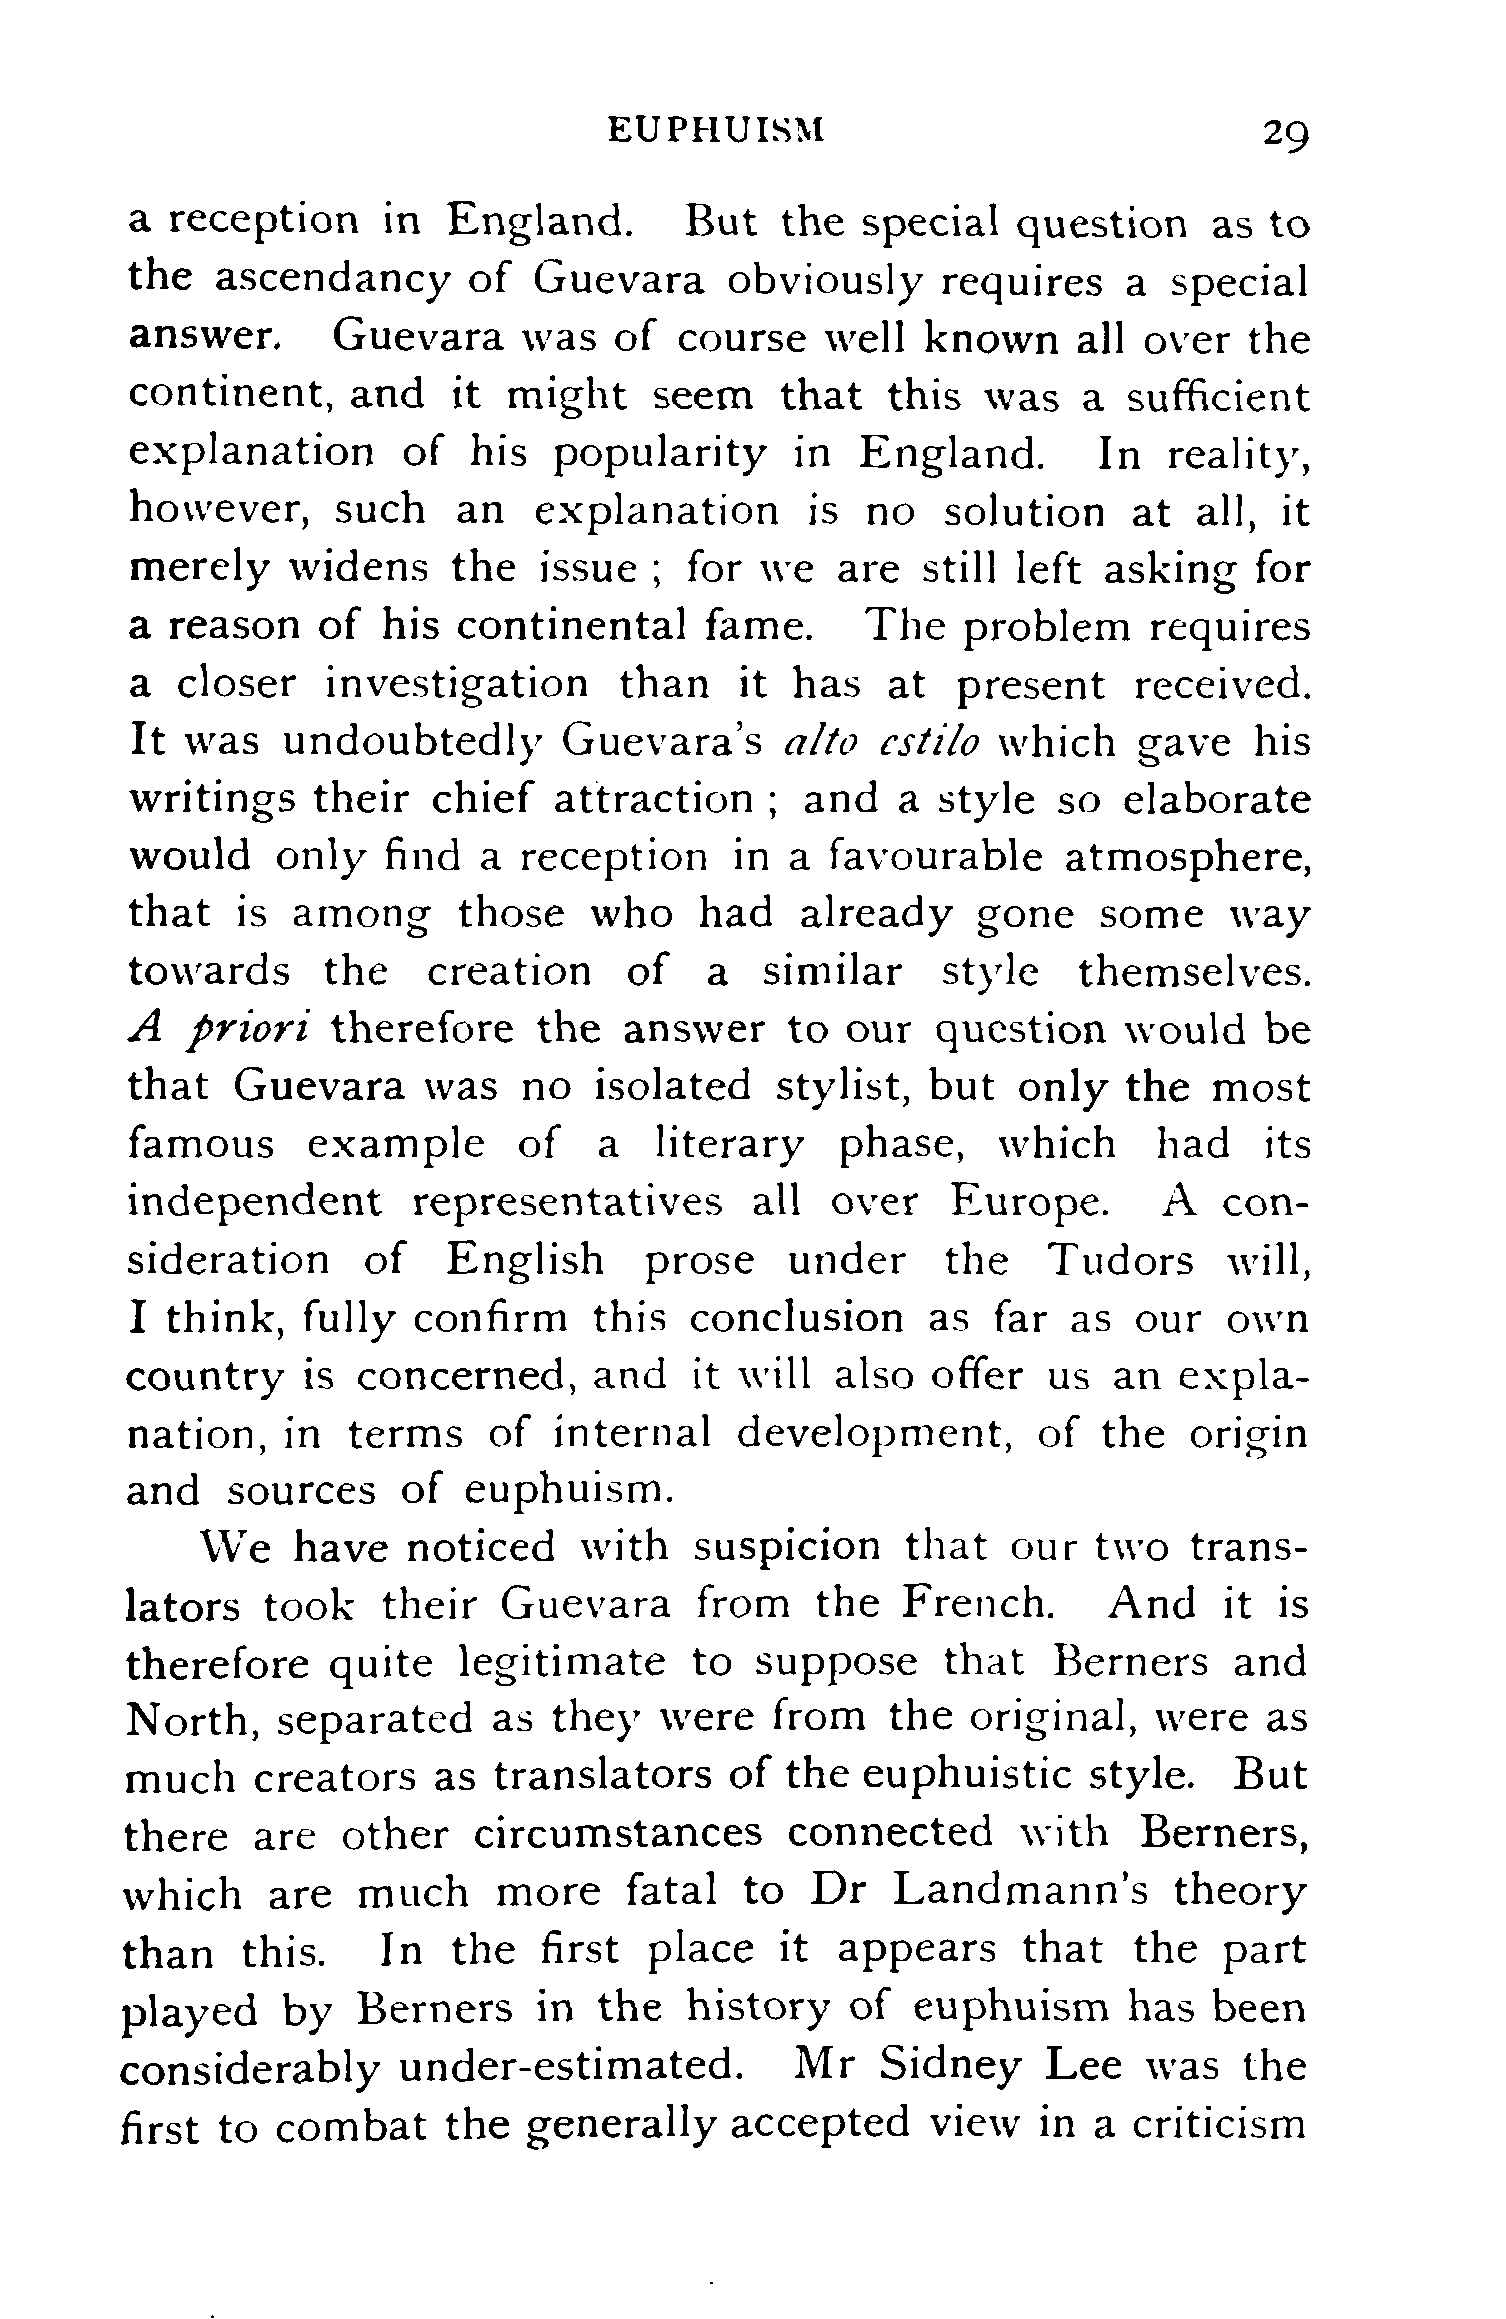 EUPHUISM 29
a reception in England. But the special question as to
the ascendancy of Guevara obviously requires a special
answer. Guevara was of course well known all over the
continent, and it might seem that this was a sufficient
explanation of his popularity in England. In reality,
however, such an explanation is no solution at all, it
merely widens the issue ; for we are still left asking for
a reason of his continental fame. The problem requires
a closer investigation than it has at present received.
It was undoubtedly Guevara's alto estilo which gave his
writings their chief attraction ; and a style so elaborate
would only find a reception in a favourable atmosphere,
that is among those who had already gone some way
towards the creation of a similar style themselves.
A priori therefore the answer to our question would be
that Guevara was no isolated stylist, but only the most
famous example of a literary phase, which had its
independent representatives all over Europe. A con-
sideration of English prose under the Tudors will,
I think, fully confirm this conclusion as far as our own
country is concerned, and it will also offer us an expla-
nation, in terms of internal development, of the origin
and sources of euphuism.
We have noticed with suspicion that our two trans-
lators took their Guevara from the French. And it is
therefore quite legitimate to suppose that Berners and
North, separated as they were from the original, were as
much creators as translators of the euphuistic style. But
there are other circumstances connected with Berners,
which are much more fatal to Dr Landmann's theory
than this. In the first place it appears that the part
played by Berners in the history of euphuism has been
considerably under-estimated. Mr Sidney Lee was the
first to combat the generally accepted view in a criticism